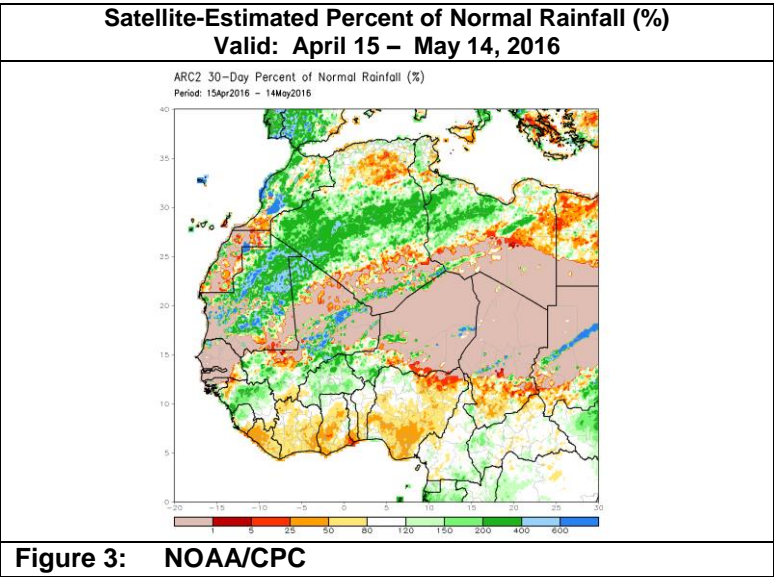 Satellite-Estimated Percent of Normal Rainfall (%)
Valid: April 15 – May 14, 2016
ARC2 30-Day Percent of Normal Rainfall (%)
Period: 15Apr2016 - 14May2016
40
35
30
25
20
15
10
5
0
-20 -15 -10 -5 0 5 10 15 20 25 30
1 5 25 50 80 120 150 200 400 600
Figure 3: NOAA/CPC